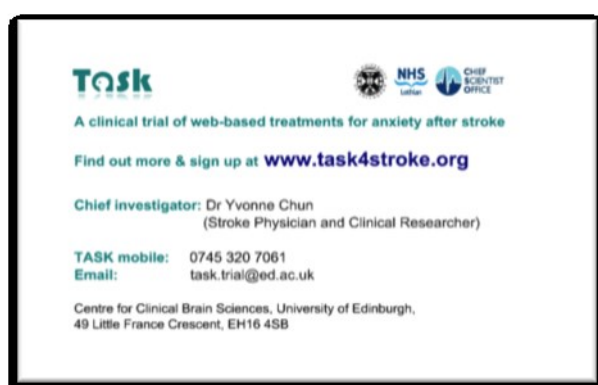 Task
NHS
Lothian
CHIEF
SCIENTIST
OFFICE
A clinical trial of web-based treatments for anxiety after stroke
Find out more & sign up at www.task4stroke.org
Chief investigator: Dr Yvonne Chun
(Stroke Physician and Clinical Researcher)
TASK mobile: 0745 320 7061
Email: task.trial@ed.ac.uk
Centre for Clinical Brain Sciences, University of Edinburgh,
49 Little France Crescent, EH16 4SB